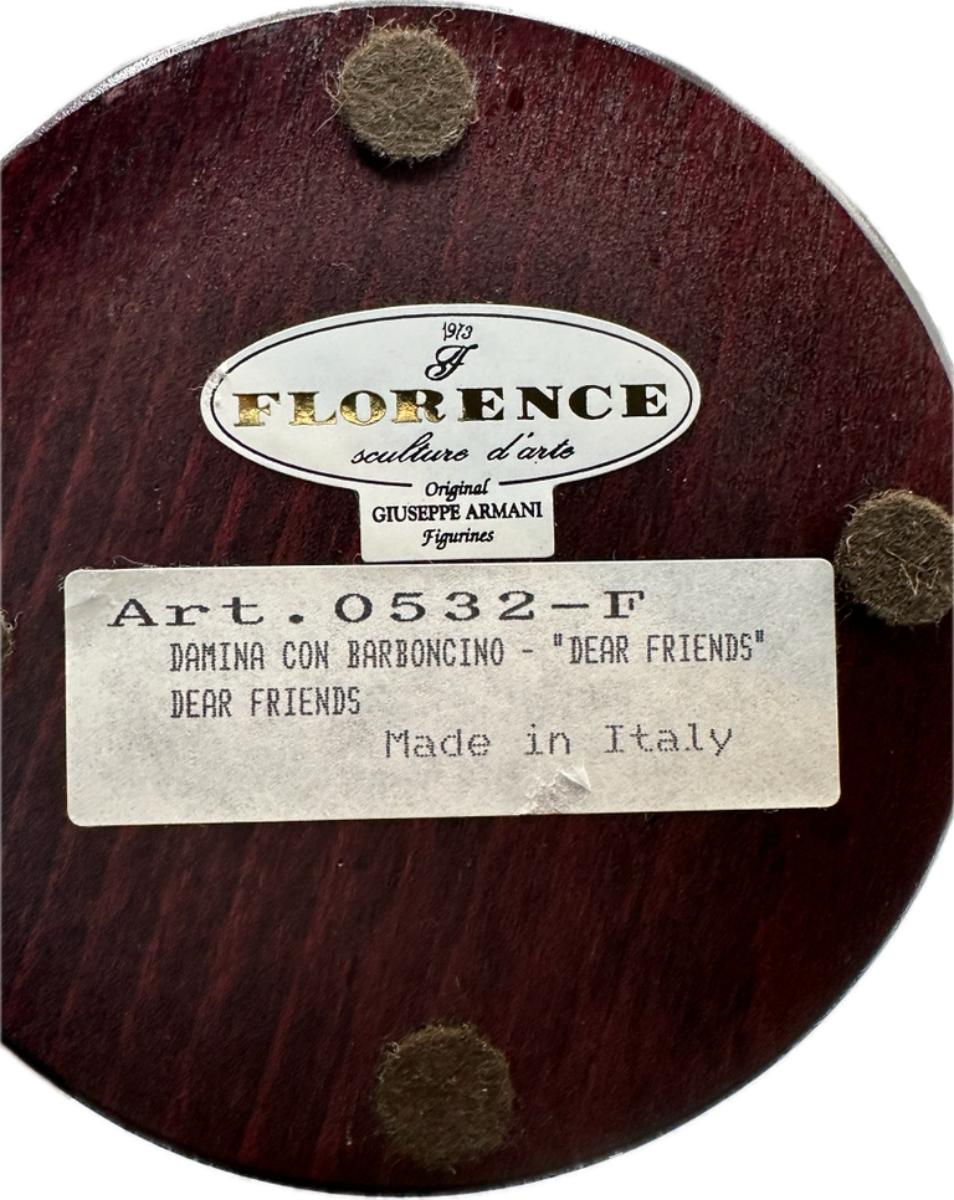 1973
F
FLORENCE
sculture d'arte
Original
GIUSEPPE ARMANI
Figurines
Art.0532-F
DAMINA CON BARBONCINO - "DEAR FRIENDS"
DEAR FRIENDS
Made in Italy